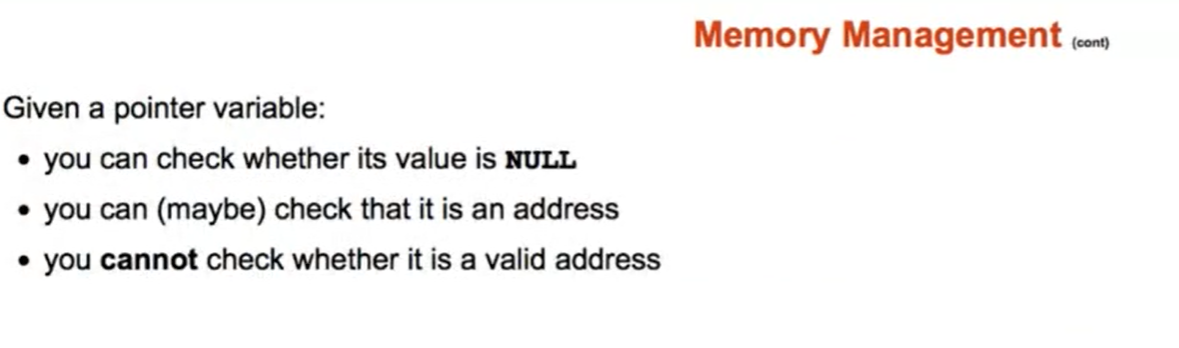 Memory Management (cont)
Given a pointer variable:
• you can check whether its value is NULL
• you can (maybe) check that it is an address
• you cannot check whether it is a valid address